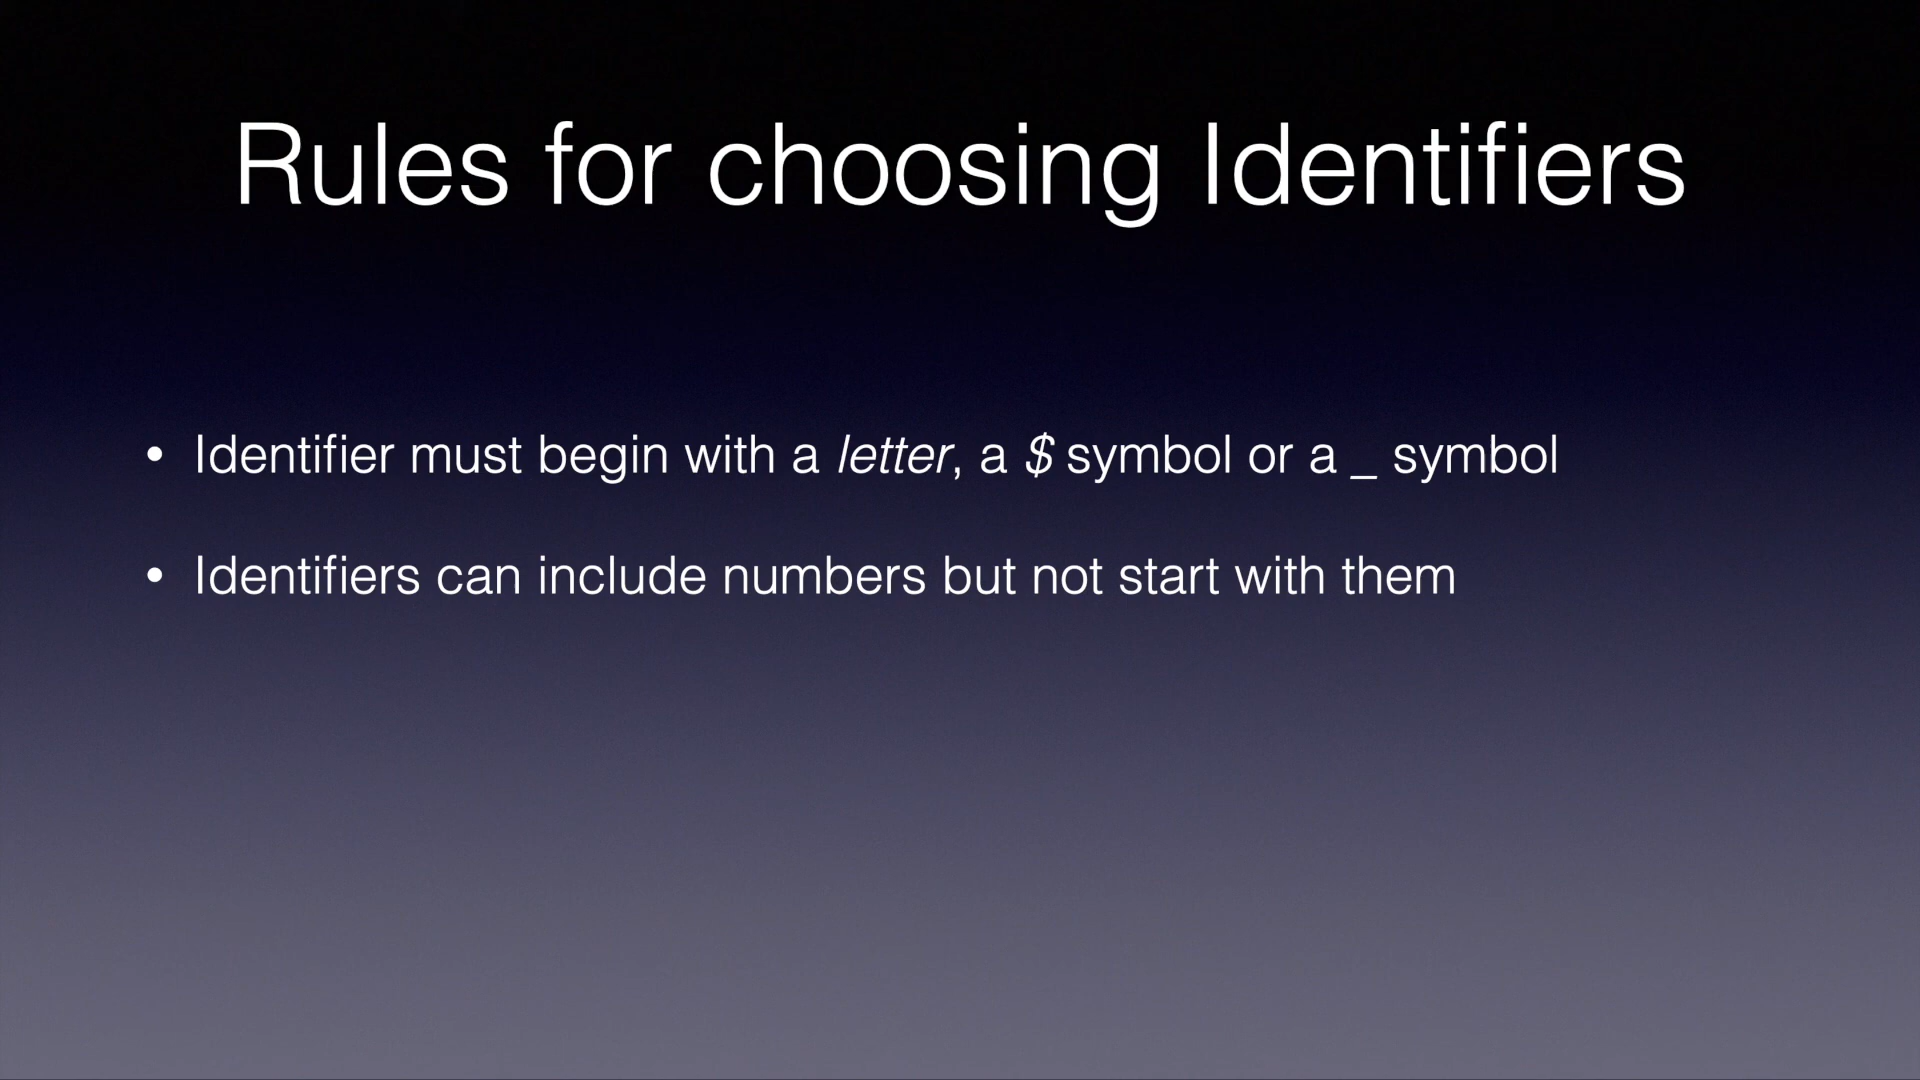 Rules for choosing Identifiers
• Identifier must begin with a letter, a $ symbol or a _ symbol
• Identifiers can include numbers but not start with them